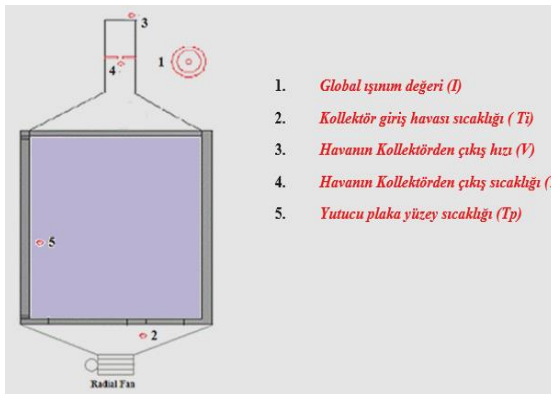 3
4
1
5
2
Radial Fan
1. Global ışınım değeri (I)
2. Kollektör giriş havası sıcaklığı ( Ti)
3. Havanın Kollektörden çıkış hızı (V)
4. Havanın Kollektörden çıkış sıcaklığı (
5. Yutucu plaka yüzey sıcaklığı (Tp)